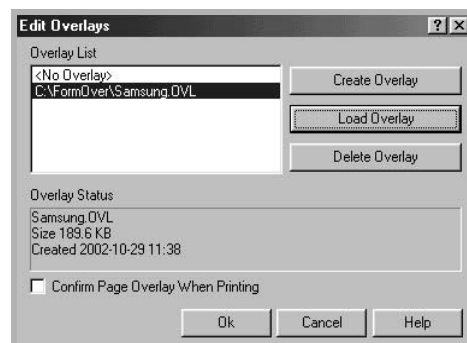 Edit Overlays
Overlay List
<No Overlay>
C:\FormOver\Samsung.OVL
Create Overlay
Load Overlay
Delete Overlay
Overlay Status
Samsung.OVL
Size 189.6 KB
Created 2002-10-29 11:38
Confirm Page Overlay When Printing
Ok Cancel Help